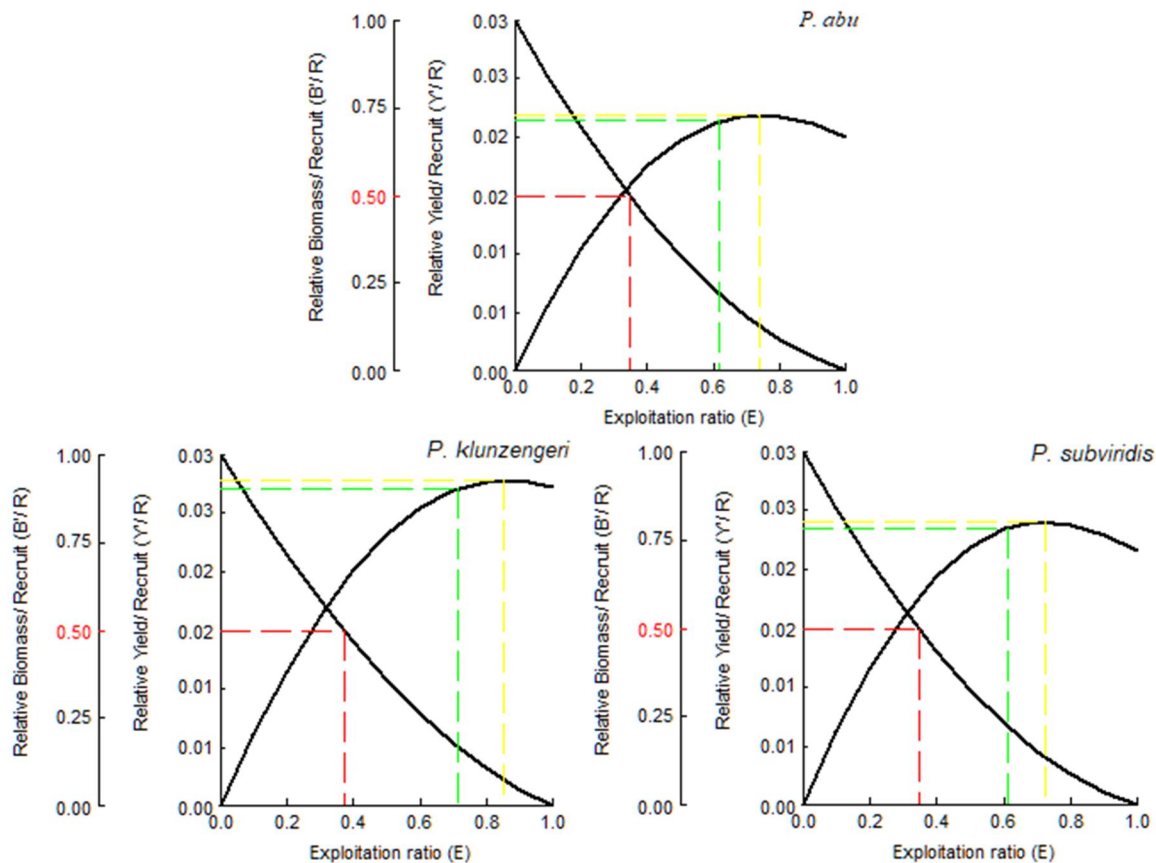 P. abu
Relative Biomass/ Recruit (B'/ R)
1.00
0.75
0.50
0.25
0.00
Relative Yield/ Recruit (Y'/ R)
0.03
0.03
0.02
0.02
0.01
0.01
0.00
0.0 0.2 0.4 0.6 0.8 1.0
Exploitation ratio (E)
P. klunzengeri
Relative Biomass/ Recruit (B'/ R)
1.00
0.75
0.50
0.25
0.00
Relative Yield/ Recruit (Y'/ R)
0.03
0.03
0.02
0.02
0.01
0.01
0.00
0.0 0.2 0.4 0.6 0.8 1.0
Exploitation ratio (E)
P. subviridis
Relative Biomass/ Recruit (B'/ R)
1.00
0.75
0.50
0.25
0.00
Relative Yield/ Recruit (Y'/ R)
0.03
0.03
0.02
0.02
0.01
0.01
0.00
0.0 0.2 0.4 0.6 0.8 1.0
Exploitation ratio (E)